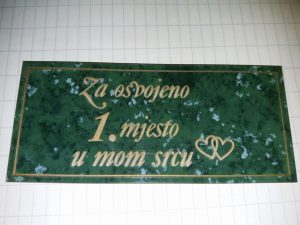 Za osvojeno
1. mjesto
u mom srcu